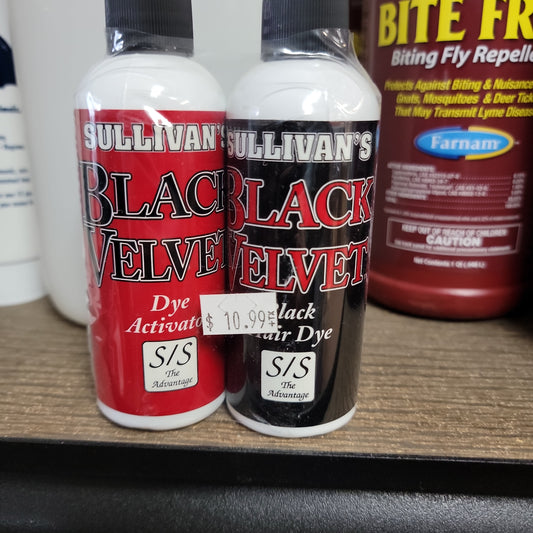 SULLIVAN'S
BLACK
VELVET
Dye
Activator
S/S
The
Advantage
$ 10.99
SULLIVAN'S
BLACK
VELVET
Black
Hair Dye
S/S
The
Advantage
BITE FR
Biting Fly Repelle
Protects Against Biting & Nuisance
Gnats, Mosquitoes & Deer Tick
That May Transmit Lyme Disease
Farnam
KEEP OUT OF REACH OF CHILDREN
CAUTION